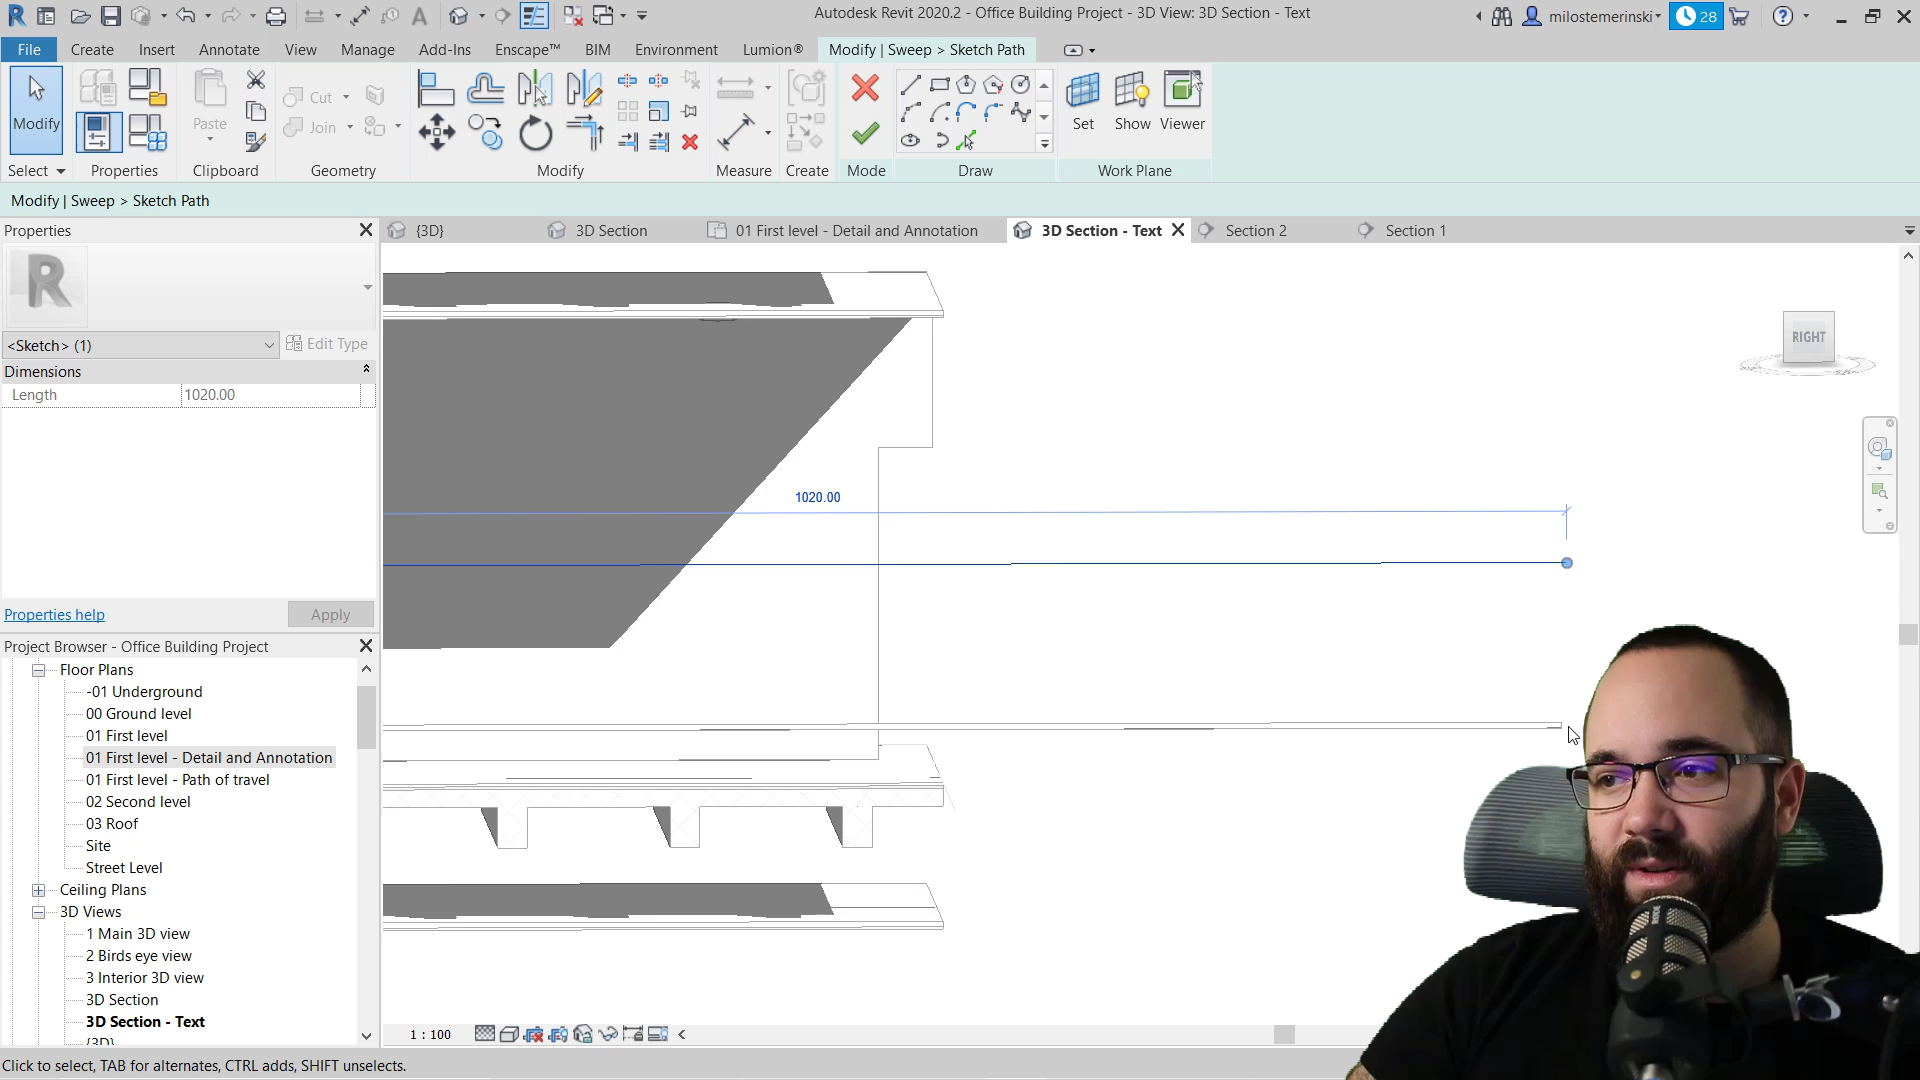 Autodesk Revit 2020.2 - Office Building Project - 3D View: 3D Section - Text
milostemerinski
28
File Create Insert Annotate View Manage Add-Ins Enscape™ BIM Environment Lumion® Modify | Sweep > Sketch Path
Modify
Paste
Cut
Join
Set Show Viewer
Select Properties Clipboard Geometry Modify Measure Create Mode Draw Work Plane
Modify | Sweep > Sketch Path
Properties
R
<Sketch> (1)
Edit Type
Dimensions
Length 1020.00
Properties help
Apply
{3D} 3D Section 01 First level - Detail and Annotation 3D Section - Text Section 2 Section 1
RIGHT
1020.00
Project Browser - Office Building Project
Floor Plans
-01 Underground
00 Ground level
01 First level
01 First level - Detail and Annotation
01 First level - Path of travel
02 Second level
03 Roof
Site
Street Level
Ceiling Plans
3D Views
1 Main 3D view
2 Birds eye view
3 Interior 3D view
3D Section
3D Section - Text
{3D}
1 : 100
Click to select, TAB for alternates, CTRL adds, SHIFT unselects.
RODE